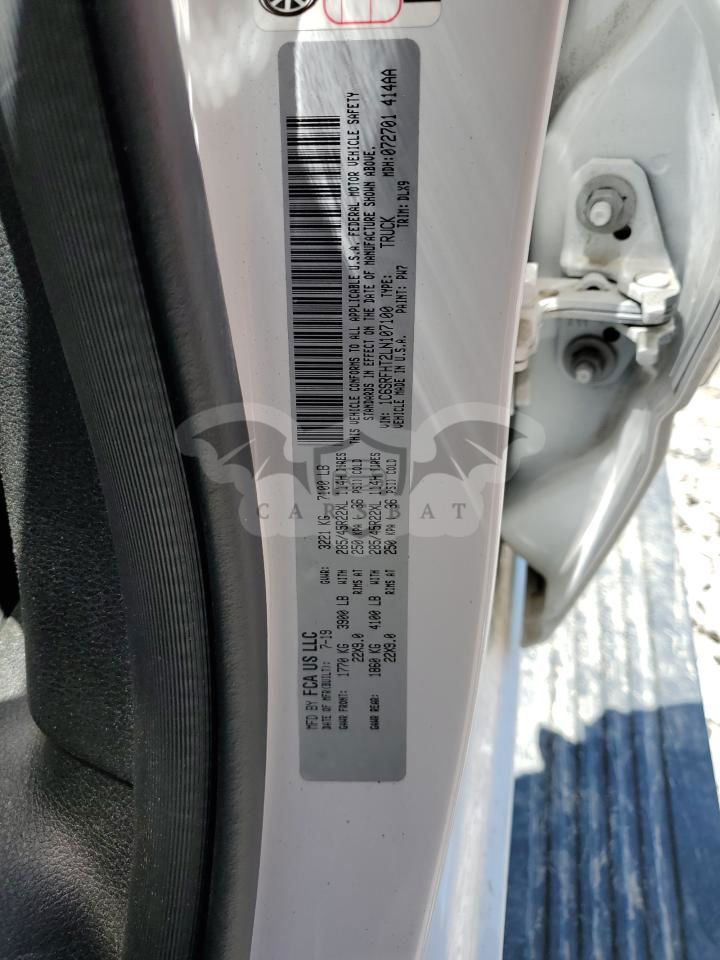 MFD BY FCA US LLC
DATE OF MFR(BUILT): 7-19 GVWR: 3221 KG 7100 LB
GAWR FRONT: 1770 KG 3900 LB WITH 285/45R22XL 114H TIRES
22X9.0 RIMS AT 250 KPA ( 36 PSI) COLD
GAWR REAR: 1860 KG 4100 LB WITH 285/45R22XL 114H TIRES
22X9.0 RIMS AT 250 KPA ( 36 PSI) COLD
THIS VEHICLE CONFORMS TO ALL APPLICABLE U.S.A. FEDERAL MOTOR VEHICLE SAFETY
STANDARDS IN EFFECT ON THE DATE OF MANUFACTURE SHOWN ABOVE.
VIN: 1C6SRFHT2LN107100 TYPE: TRUCK MDH:072701 414AA
VEHICLE MADE IN U.S.A. PAINT: PW7 TRIM: DLX9
CARSBAT